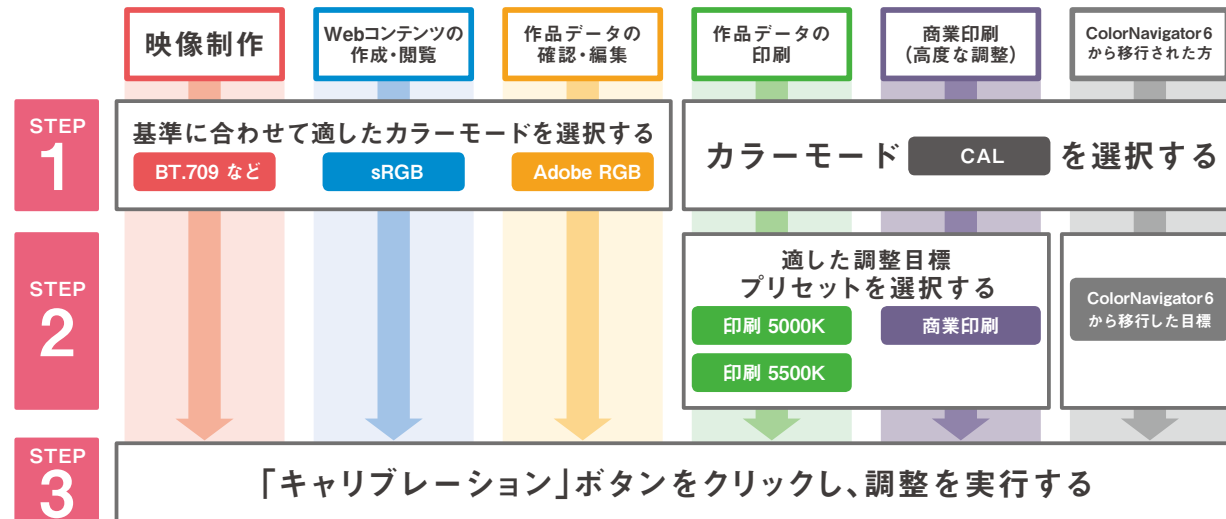 映像制作
Webコンテンツの
作成・閲覧
作品データの
確認・編集
作品データの
印刷
商業印刷
(高度な調整)
ColorNavigator6
から移行された方
STEP
1
基準に合わせて適したカラーモードを選択する
BT.709 など
sRGB
Adobe RGB
カラーモード CAL を選択する
STEP
2
適した調整目標
プリセットを選択する
印刷 5000K
商業印刷
印刷 5500K
ColorNavigator6
から移行した目標
STEP
3
「キャリブレーション」ボタンをクリックし、調整を実行する